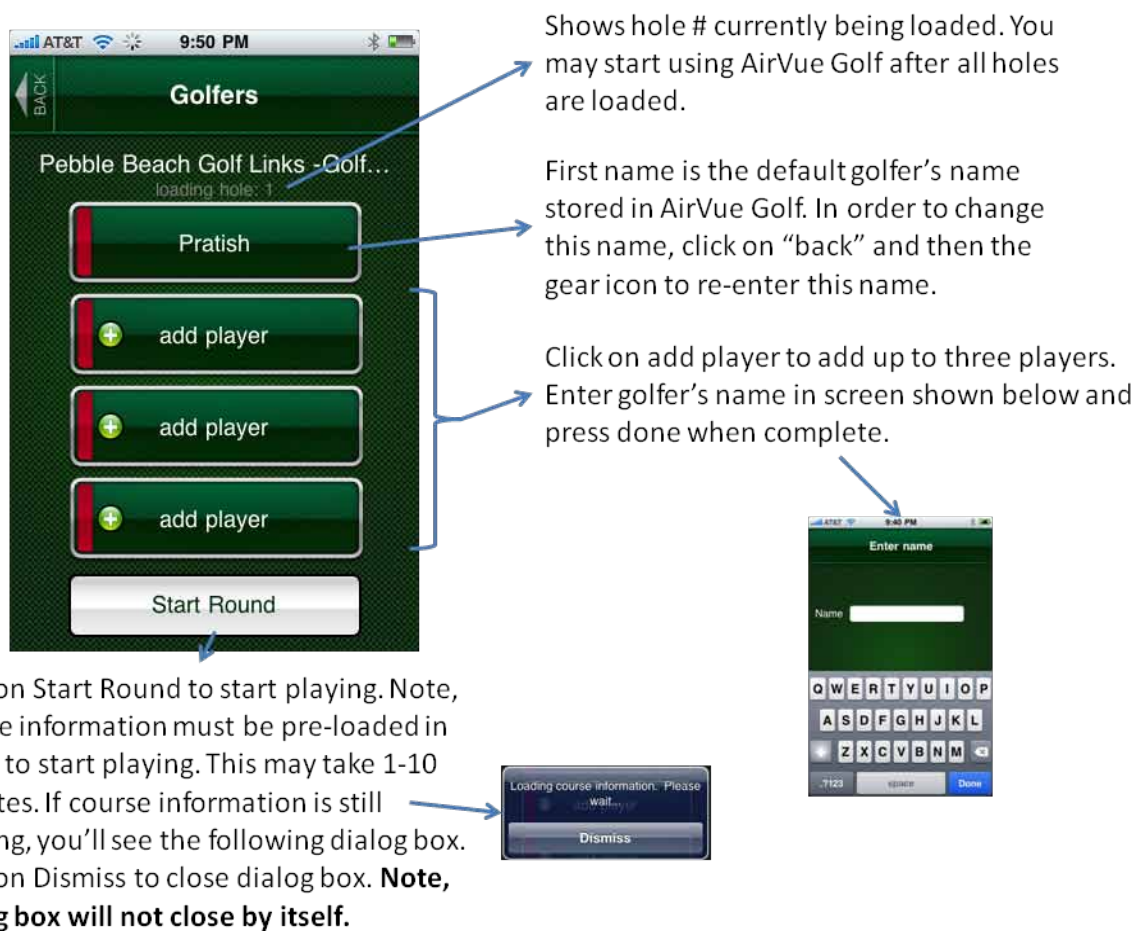 AT&T 9:50 PM
BACK
Golfers
Pebble Beach Golf Links -Golf...
loading hole: 1
Pratish
add player
add player
add player
Start Round
Shows hole # currently being loaded. You
may start using AirVue Golf after all holes
are loaded.
First name is the default golfer's name
stored in AirVue Golf. In order to change
this name, click on "back" and then the
gear icon to re-enter this name.
Click on add player to add up to three players.
Enter golfer's name in screen shown below and
press done when complete.
AT&T 9:40 PM
Enter name
Name
Q W E R T Y U I O P
A S D F G H J K L
Z X C V B N M
.?123 space Done
on Start Round to start playing. Note,
e information must be pre-loaded in
to start playing. This may take 1-10
tes. If course information is still
ng, you'll see the following dialog box.
on Dismiss to close dialog box. Note,
g box will not close by itself.
Loading course information. Please
wait...
add player
Dismiss